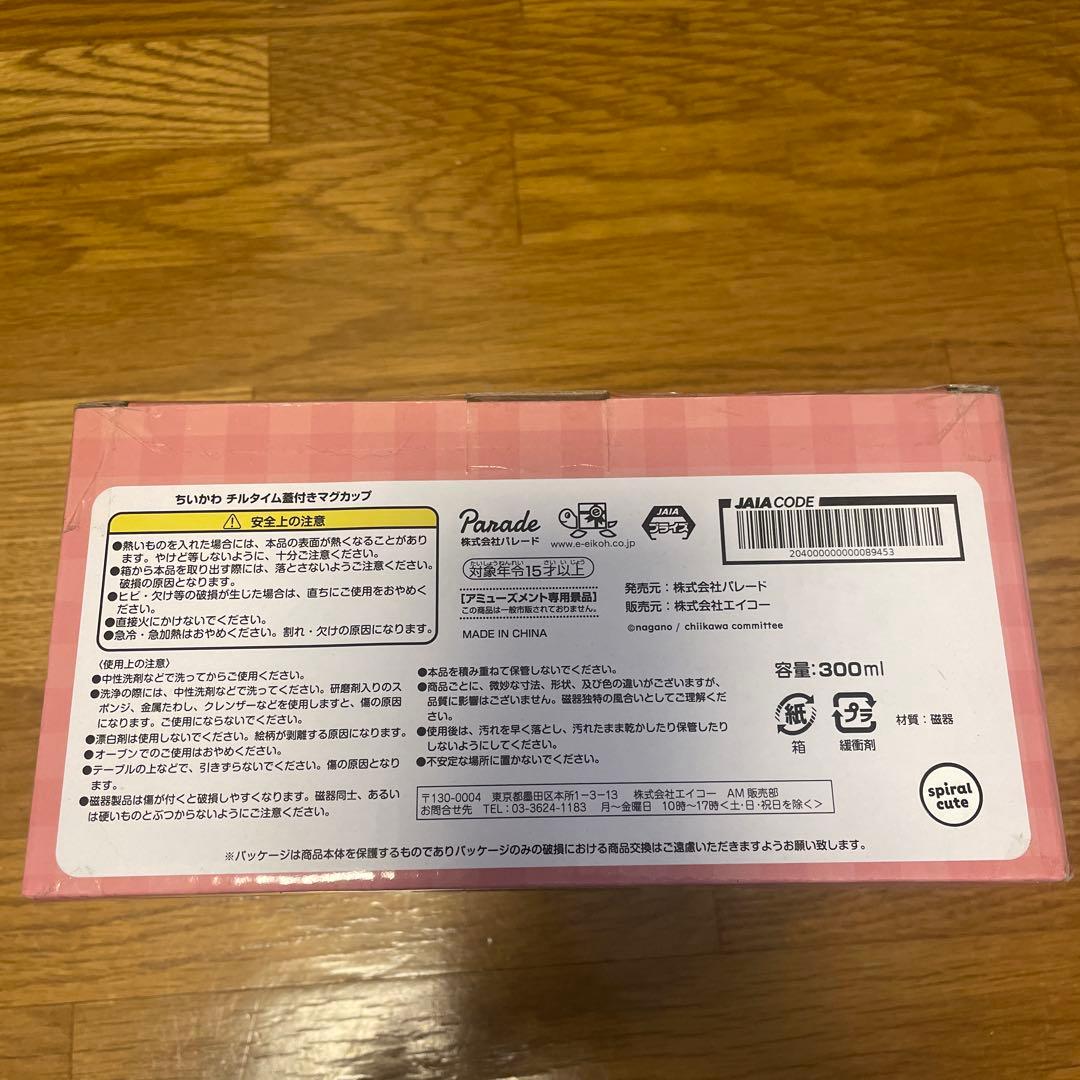 ちいかわ チルタイム蓋付きマグカップ
⚠ 安全上の注意
●熱いものを入れた場合には、本品の表面が熱くなることがあり
ます。やけど等しないように、十分ご注意ください。
●箱から本品を取り出す際には、落とさないようご注意ください。
破損の原因となります。
●ヒビ・欠け等の破損が生じた場合は、直ちにご使用をおやめく
ださい。
●直接火にかけないでください。
●急冷・急加熱はおやめください。割れ・欠けの原因になります。
〈使用上の注意〉
●中性洗剤などで洗ってからご使用ください。
●洗浄の際には、中性洗剤などで洗ってください。研磨剤入りのス
ポンジ、金属たわし、クレンザーなどを使用しますと、傷の原因
になります。ご使用にならないでください。
●漂白剤は使用しないでください。絵柄が剥離する原因になります。
●オーブンでのご使用はおやめください。
●テーブルの上などで、引きずらないでください。傷の原因となり
ます。
●磁器製品は傷が付くと破損しやすくなります。磁器同士、あるい
は硬いものとぶつからないようにご注意ください。
Parade
株式会社パレード
e
www.e-eikoh.co.jp
JAIA
プライズ
たいしょうねんれい さい いじょう
対象年令15才以上
[アミューズメント専用景品]
この商品は一般市販されておりません。
MADE IN CHINA
JAIA CODE
204000000000089453
発売元：株式会社パレード
販売元：株式会社エイコー
©nagano / chiikawa committee
●本品を積み重ねて保管しないでください。
●商品ごとに、微妙な寸法、形状、及び色の違いがございますが、
品質に影響はございません。磁器独特の風合いとしてご理解くだ
さい。
●使用後は、汚れを早く落とし、汚れたまま乾かしたり保管したり
しないようにしてください。
●不安定な場所に置かないでください。
容量：300ml
紙
箱
プラ
緩衝剤
材質：磁器
〒130-0004 東京都墨田区本所1-3-13 株式会社エイコー AM販売部
お問合せ先 TEL：03-3624-1183 月〜金曜日 10時〜17時＜土・日・祝日を除く＞
spiral
cute
※パッケージは商品本体を保護するものでありパッケージのみの破損における商品交換はご遠慮いただきますようお願い致します。